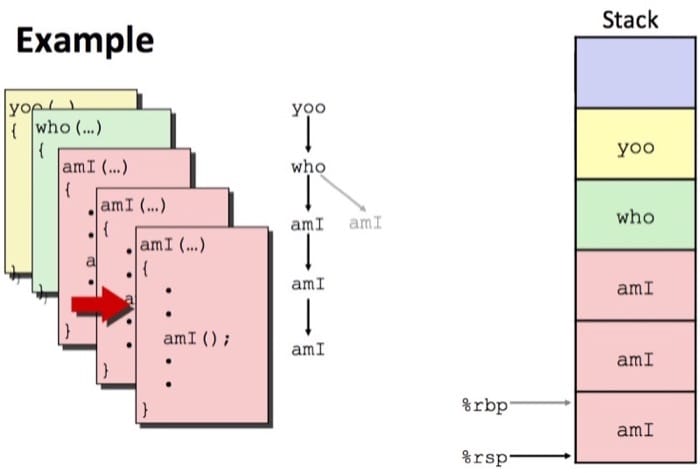 Example
Stack
yoo ( )
{
who (…)
{
amI (…)
{
•
•
a
•
}
amI (…)
{
•
•
a
•
•
}
amI (…)
{
•
•
amI ( ) ;
•
•
}
yoo
who
amI amI
amI
amI
yoo
who
amI
amI
amI
%rbp
%rsp